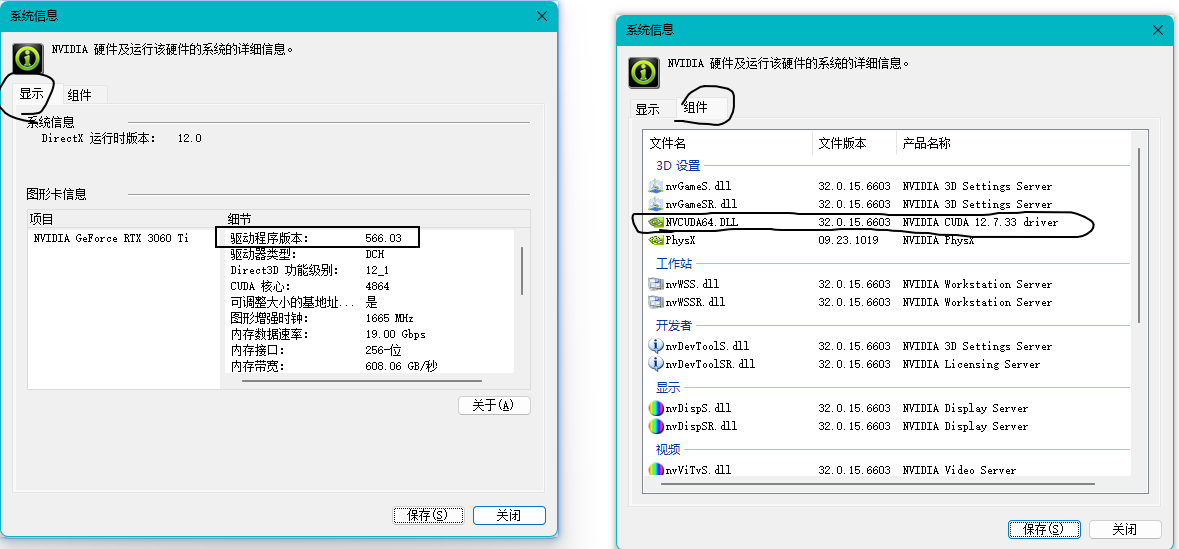 系统信息
NVIDIA 硬件及运行该硬件的系统的详细信息。
显示
组件
系统信息
DirectX 运行时版本： 12.0
图形卡信息
项目
细节
NVIDIA GeForce RTX 3060 Ti
驱动程序版本： 566.03
驱动器类型： DCH
Direct3D 功能级别： 12_1
CUDA 核心： 4864
可调整大小的基地址... 是
图形增强时钟： 1665 MHz
内存数据速率： 19.00 Gbps
内存接口： 256-位
内存带宽： 608.06 GB/秒
关于(A)
保存(S)
关闭
系统信息
NVIDIA 硬件及运行该硬件的系统的详细信息。
显示
组件
文件名 文件版本 产品名称
3D 设置
nvGameS.dll 32.0.15.6603 NVIDIA 3D Settings Server
nvGameSR.dll 32.0.15.6603 NVIDIA 3D Settings Server
NVCUDA64.DLL 32.0.15.6603 NVIDIA CUDA 12.7.33 driver
PhysX 09.23.1019 NVIDIA PhysX
工作站
nvWSS.dll 32.0.15.6603 NVIDIA Workstation Server
nvWSSR.dll 32.0.15.6603 NVIDIA Workstation Server
开发者
nvDevToolS.dll 32.0.15.6603 NVIDIA 3D Settings Server
nvDevToolSR.dll 32.0.15.6603 NVIDIA Licensing Server
显示
nvDispS.dll 32.0.15.6603 NVIDIA Display Server
nvDispSR.dll 32.0.15.6603 NVIDIA Display Server
视频
nvViTvS.dll 32.0.15.6603 NVIDIA Video Server
保存(S)
关闭